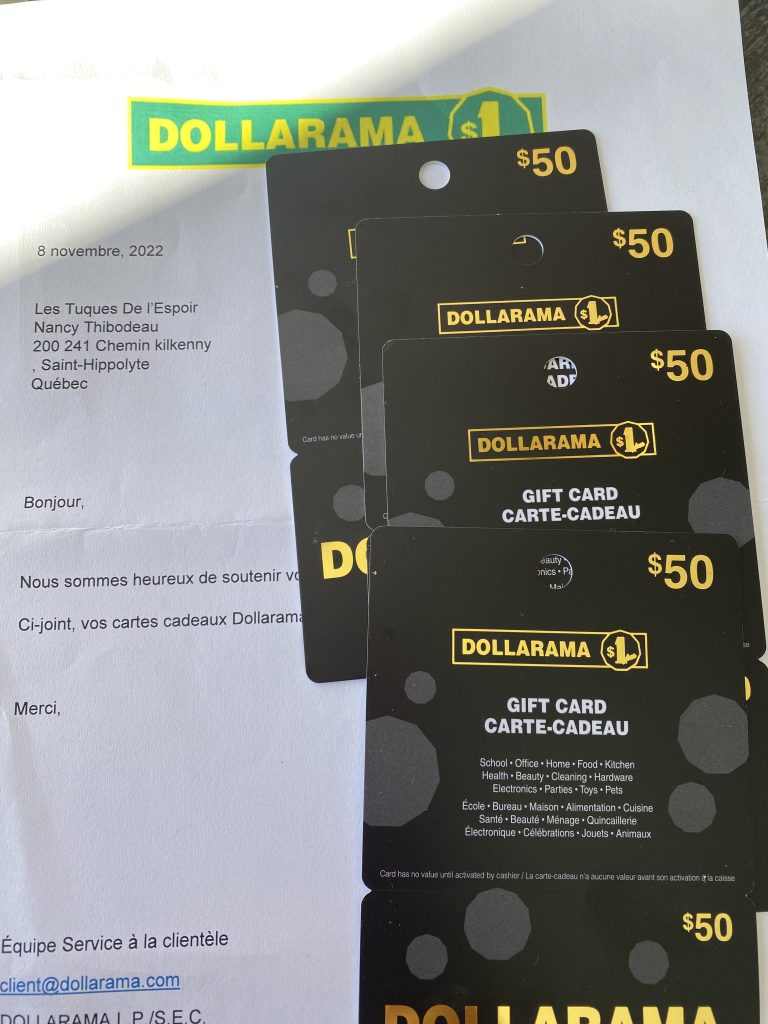 DOLLARAMA $1
8 novembre, 2022
Les Tuques De l'Espoir
Nancy Thibodeau
200 241 Chemin kilkenny
, Saint-Hippolyte
Québec
Bonjour,
Nous sommes heureux de soutenir
Ci-joint, vos cartes cadeaux Dollarama
Merci,
Équipe Service à la clientèle
client@dollarama.com
DOLLARAMA L.P./S.E.C.
$50
Card has no value
$50
DOLLARAMA $1
$50
DOLLARAMA $1
GIFT CARD
CARTE-CADEAU
$50
DOLLARAMA $1
GIFT CARD
CARTE-CADEAU
School • Office • Home • Food • Kitchen
Health • Beauty • Cleaning • Hardware
Electronics • Parties • Toys • Pets
École • Bureau • Maison • Alimentation • Cuisine
Santé • Beauté • Ménage • Quincaillerie
Électronique • Célébrations • Jouets • Animaux
Card has no value until activated by cashier / La carte-cadeau n'a aucune valeur avant son activation à la caisse
$50
DOLLARAMA